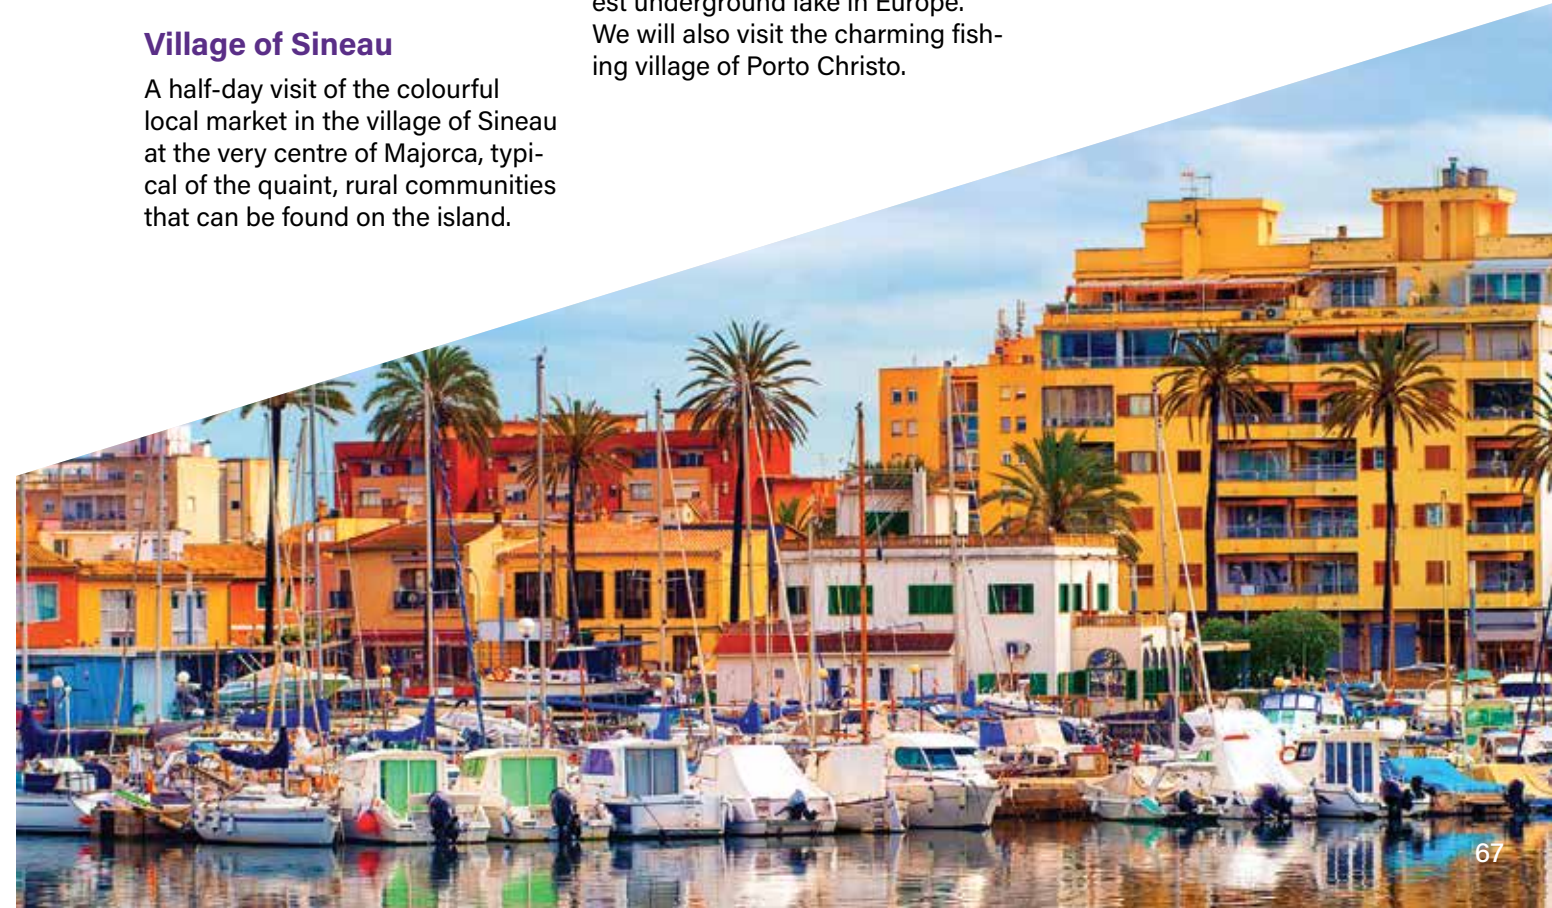 Village of Sineau
A half-day visit of the colourful
local market in the village of Sineau
at the very centre of Majorca, typi-
cal of the quaint, rural communities
that can be found on the island.
est underground lake in Europe.
We will also visit the charming fish-
ing village of Porto Christo.
67